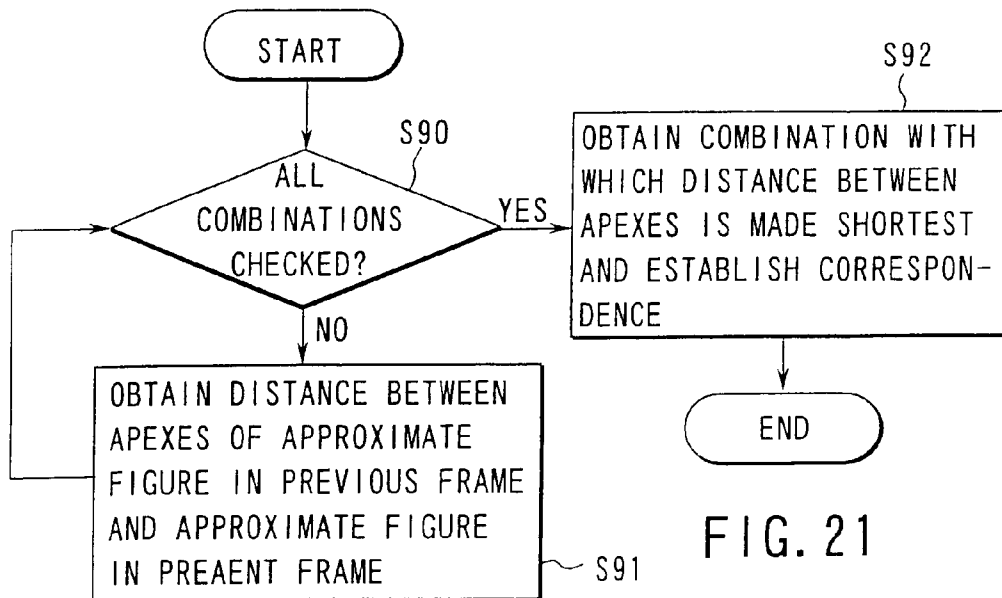 START
S90
ALL
COMBINATIONS
CHECKED?
YES
NO
OBTAIN DISTANCE BETWEEN
APEXES OF APPROXIMATE
FIGURE IN PREVIOUS FRAME
AND APPROXIMATE FIGURE
IN PREAENT FRAME
S91
S92
OBTAIN COMBINATION WITH
WHICH DISTANCE BETWEEN
APEXES IS MADE SHORTEST
AND ESTABLISH CORRESPON-
DENCE
END
FIG. 21